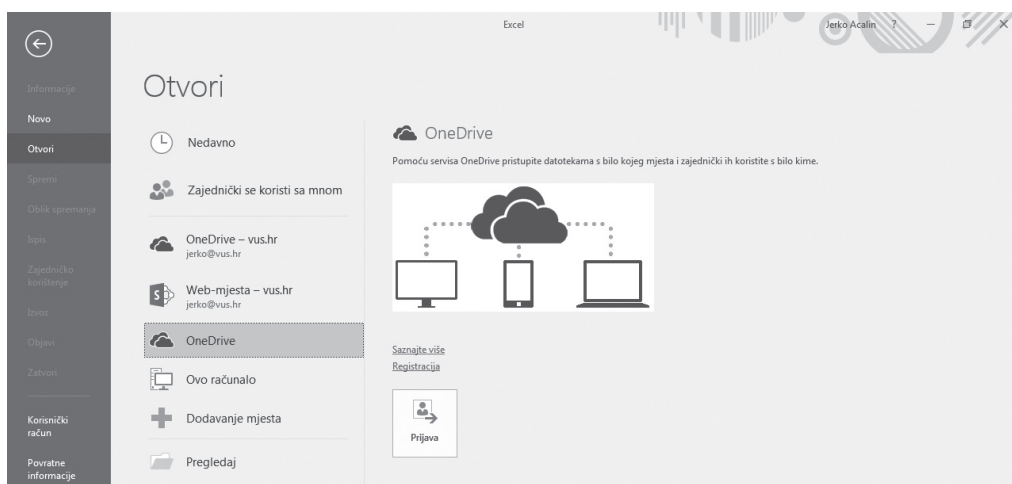 Excel
Jerko Acalin ?
Informacije
Novo
Otvori
Spremi
Oblik spremanja
Ispis
Zajedničko
korištenje
Izvoz
Objavi
Zatvori
Korisnički
račun
Povratne
informacije
Otvori
Nedavno
Zajednički se koristi sa mnom
OneDrive – vus.hr
jerko@vus.hr
Web-mjesta – vus.hr
jerko@vus.hr
OneDrive
Ovo računalo
Dodavanje mjesta
Pregledaj
OneDrive
Pomoću servisa OneDrive pristupite datotekama s bilo kojeg mjesta i zajednički ih koristite s bilo kime.
Saznajte više
Registracija
Prijava